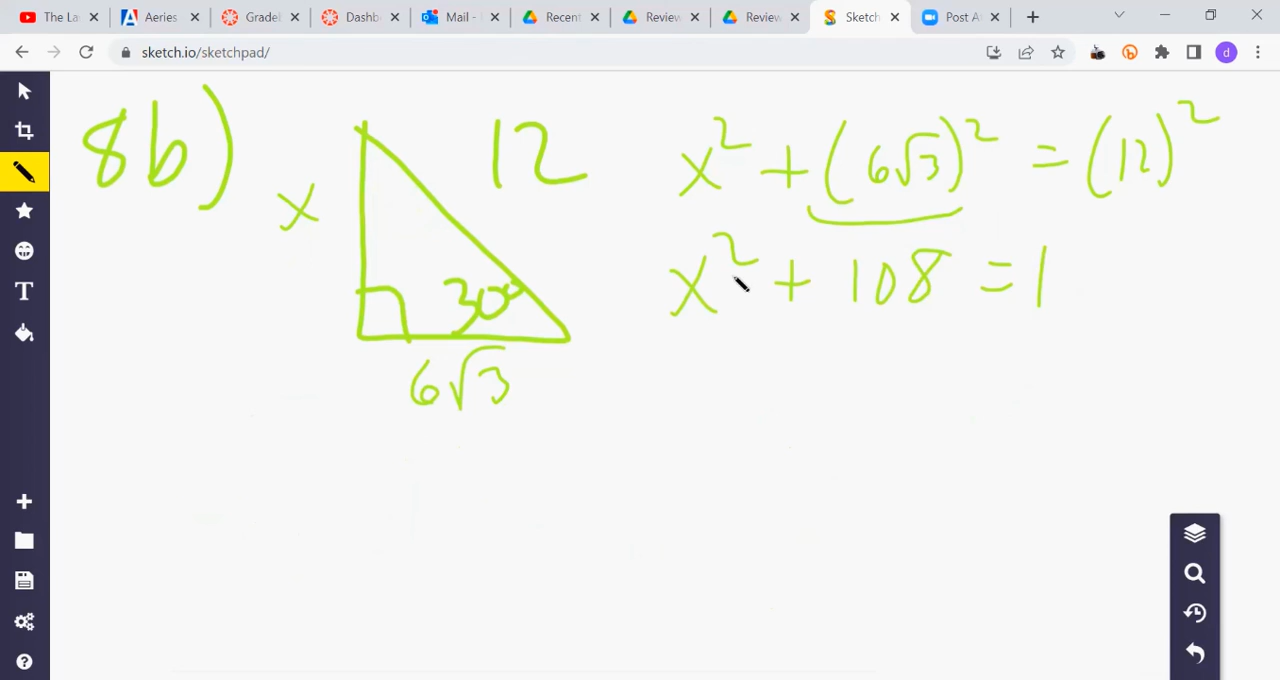 The La
Aeries
Gradel
Dashb
Mail -
Recent
Review
Review
Sketch
Post A
sketch.io/sketchpad/
d
8b)
12
x
30°
6√3
x² + (6√3)² = (12)²
x² + 108 = 1
T